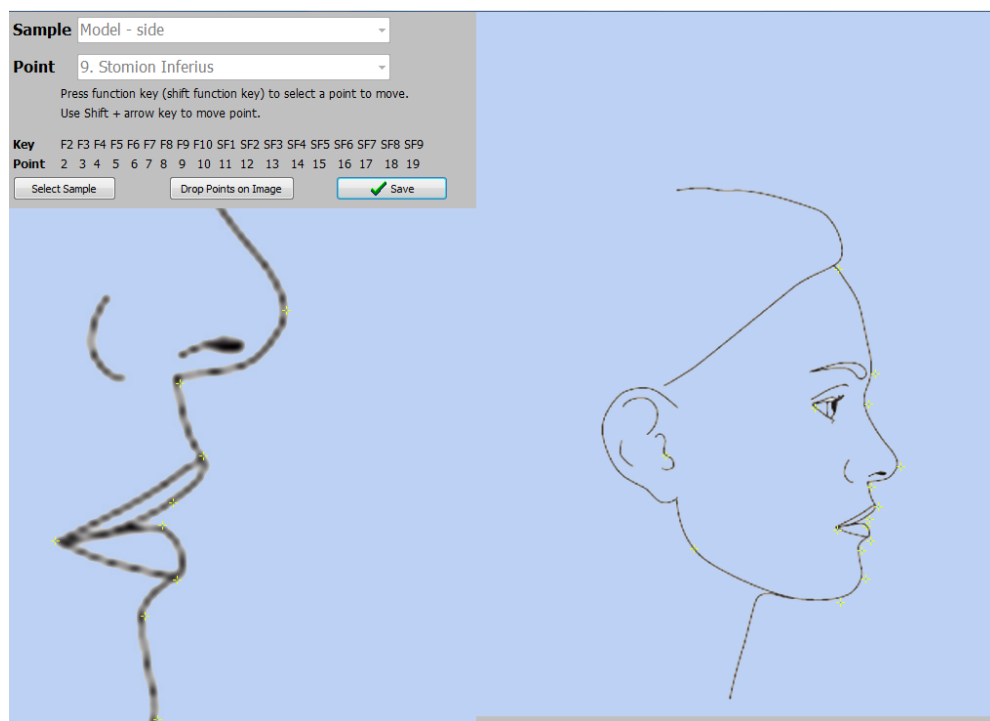 Sample Model - side
Point 9. Stomion Inferius
Press function key (shift function key) to select a point to move.
Use Shift + arrow key to move point.
Key F2 F3 F4 F5 F6 F7 F8 F9 F10 SF1 SF2 SF3 SF4 SF5 SF6 SF7 SF8 SF9
Point 2 3 4 5 6 7 8 9 10 11 12 13 14 15 16 17 18 19
Select Sample Drop Points on Image Save